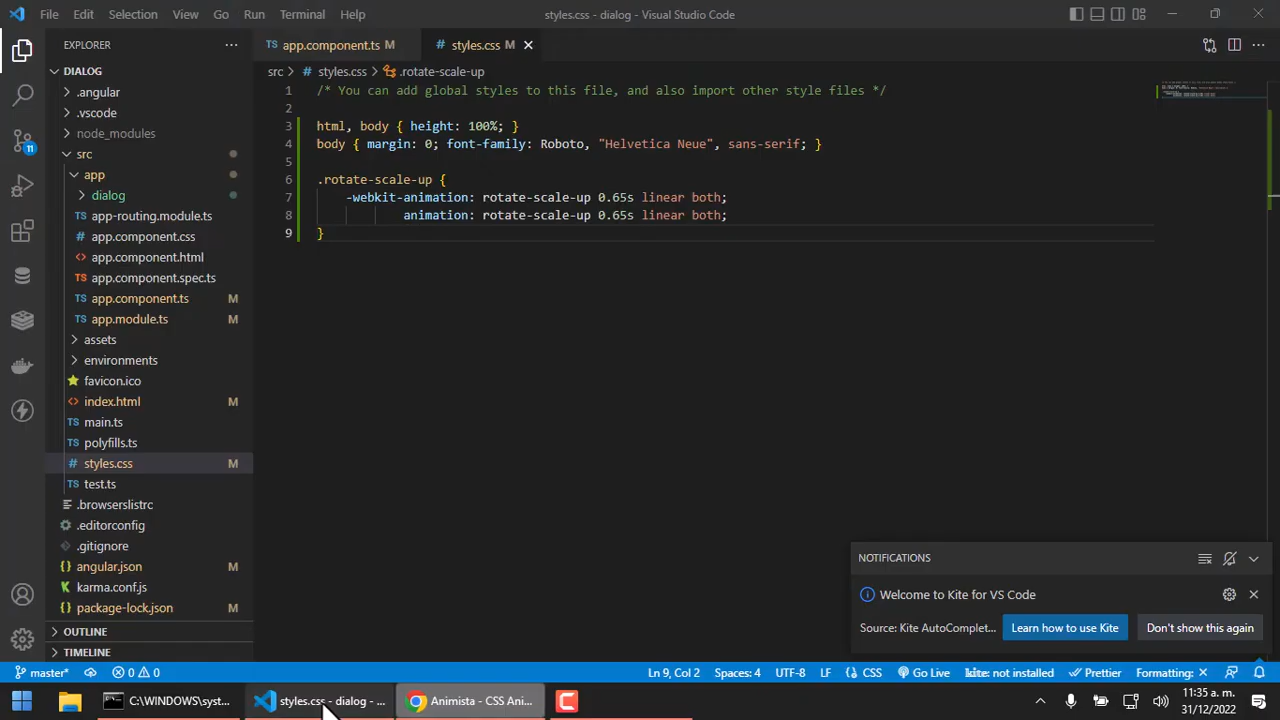 File Edit Selection View Go Run Terminal Help
styles.css - dialog - Visual Studio Code
EXPLORER
DIALOG
.angular
.vscode
node_modules
src
app
dialog
app-routing.module.ts
app.component.css
app.component.html
app.component.spec.ts
app.component.ts M
app.module.ts M
assets
environments
favicon.ico
index.html M
main.ts
polyfills.ts
styles.css M
test.ts
.browserslistrc
.editorconfig
.gitignore
angular.json M
karma.conf.js
package-lock.json M
OUTLINE
TIMELINE
11
TS app.component.ts M
# styles.css M
src > # styles.css > .rotate-scale-up
1 /* You can add global styles to this file, and also import other style files */
2
3 html, body { height: 100%; }
4 body { margin: 0; font-family: Roboto, "Helvetica Neue", sans-serif; }
5
6 .rotate-scale-up {
7 -webkit-animation: rotate-scale-up 0.65s linear both;
8 animation: rotate-scale-up 0.65s linear both;
9 }
NOTIFICATIONS
Welcome to Kite for VS Code
Source: Kite AutoComplet...
Learn how to use Kite
Don't show this again
master* 0 0
Ln 9, Col 2 Spaces: 4 UTF-8 LF CSS Go Live kite: not installed Prettier Formatting: ×
C:\WINDOWS\syst...
styles.css - dialog - ...
Animista - CSS Ani...
11:35 a. m.
31/12/2022